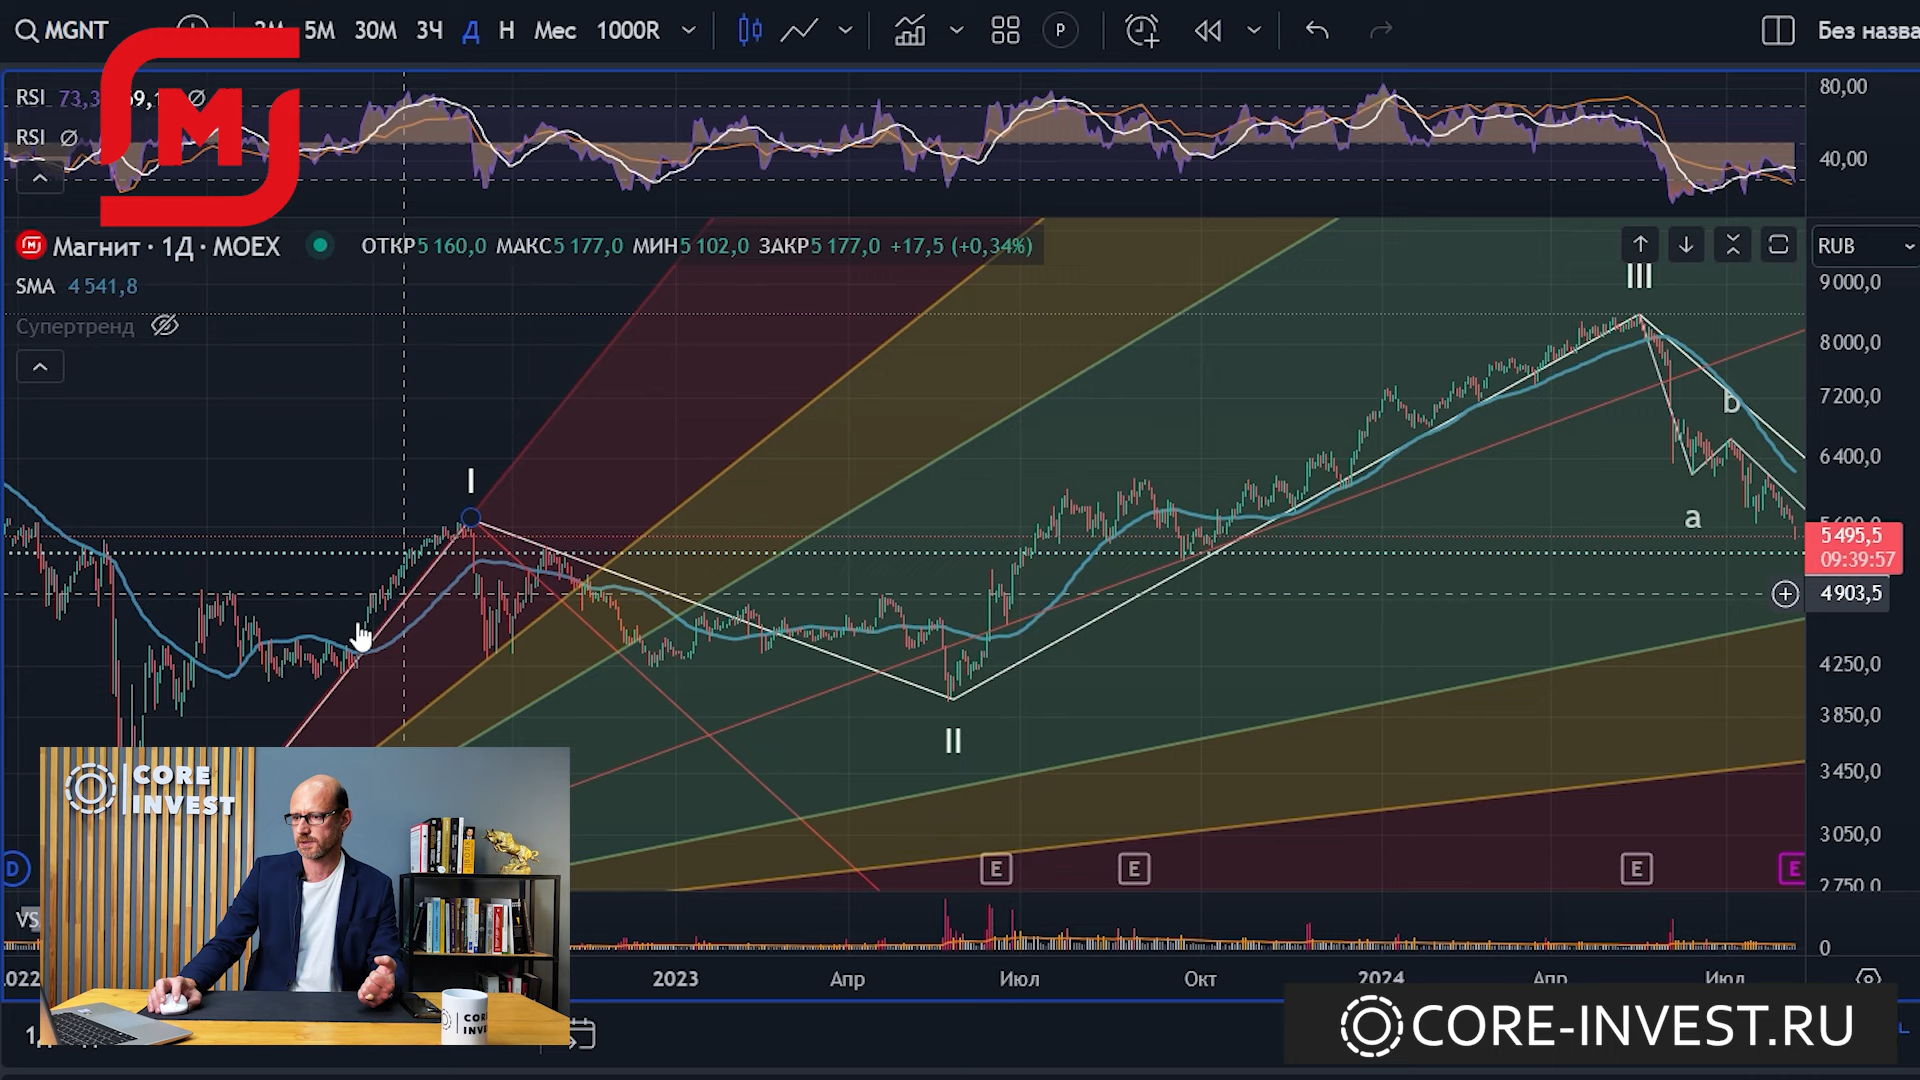 MGNT
5М 30М 3Ч Д Н Мес 1000R
P
Без назва
RSI 73,3
RSI Ø
80,00
40,00
Магнит · 1Д · MOEX
ОТКР5 160,0 МАКС5 177,0 МИН5 102,0 ЗАКР5 177,0 +17,5 (+0,34%)
SMA 4 541,8
Супертренд
RUB
9 000,0
8 000,0
7 200,0
6 400,0
5 495,5
09:39:57
4 903,5
4 250,0
3 850,0
3 450,0
3 050,0
2 750,0
0
I
II
III
a
b
E
E
E
E
D
VS
2023
Апр
Июл
Окт
2024
Апр
Июл
CORE
INVEST
CORE-INVEST.RU